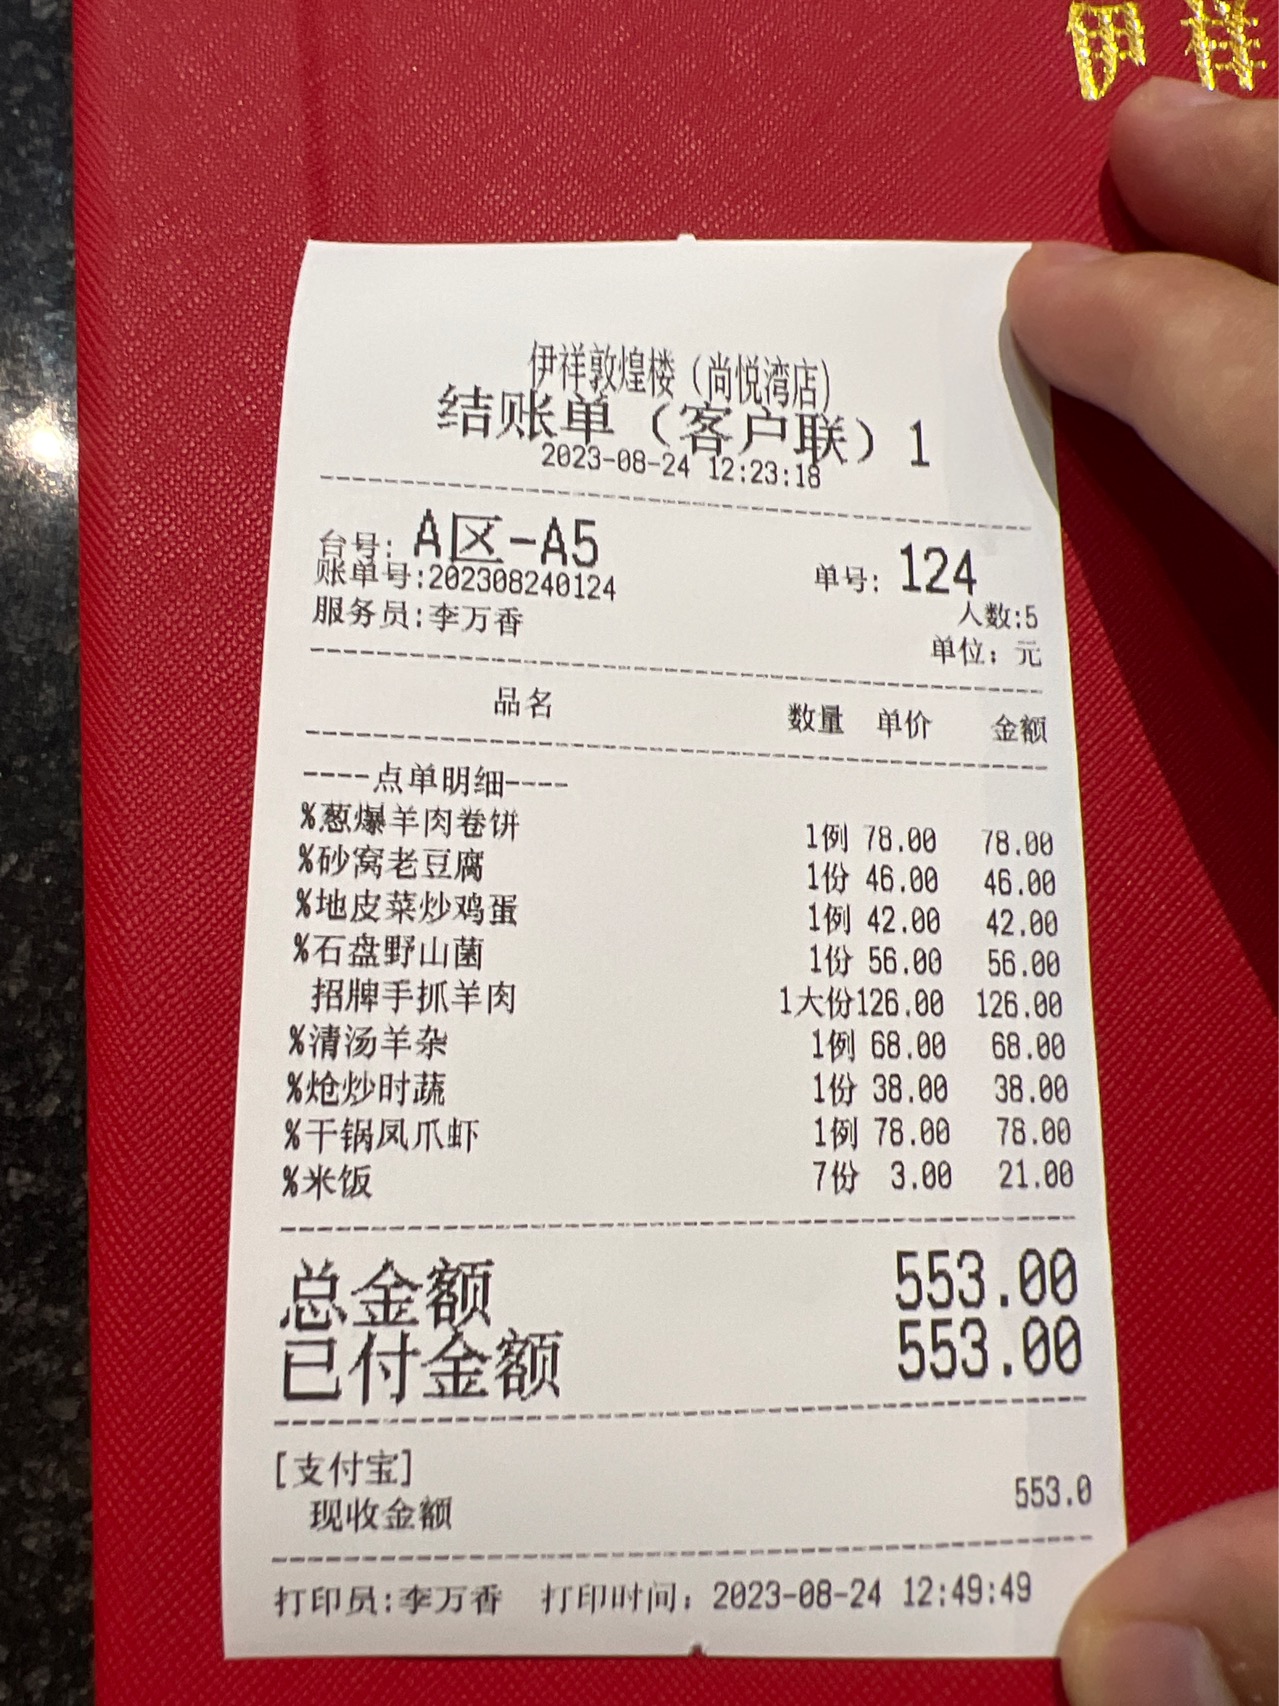 伊祥
伊祥敦煌楼（尚悦湾店）
结账单（客户联）1
2023-08-24 12:23:18
台号: A区-A5 单号: 124
账单号:202308240124 人数:5
服务员:李万香 单位: 元
品名 数量 单价 金额
----点单明细----
%葱爆羊肉卷饼 1例 78.00 78.00
%砂窝老豆腐 1份 46.00 46.00
%地皮菜炒鸡蛋 1例 42.00 42.00
%石盘野山菌 1份 56.00 56.00
招牌手抓羊肉 1大份126.00 126.00
%清汤羊杂 1例 68.00 68.00
%炝炒时蔬 1份 38.00 38.00
%干锅凤爪虾 1例 78.00 78.00
%米饭 7份 3.00 21.00
总金额 553.00
已付金额 553.00
[支付宝]
现收金额 553.0
打印员:李万香 打印时间: 2023-08-24 12:49:49